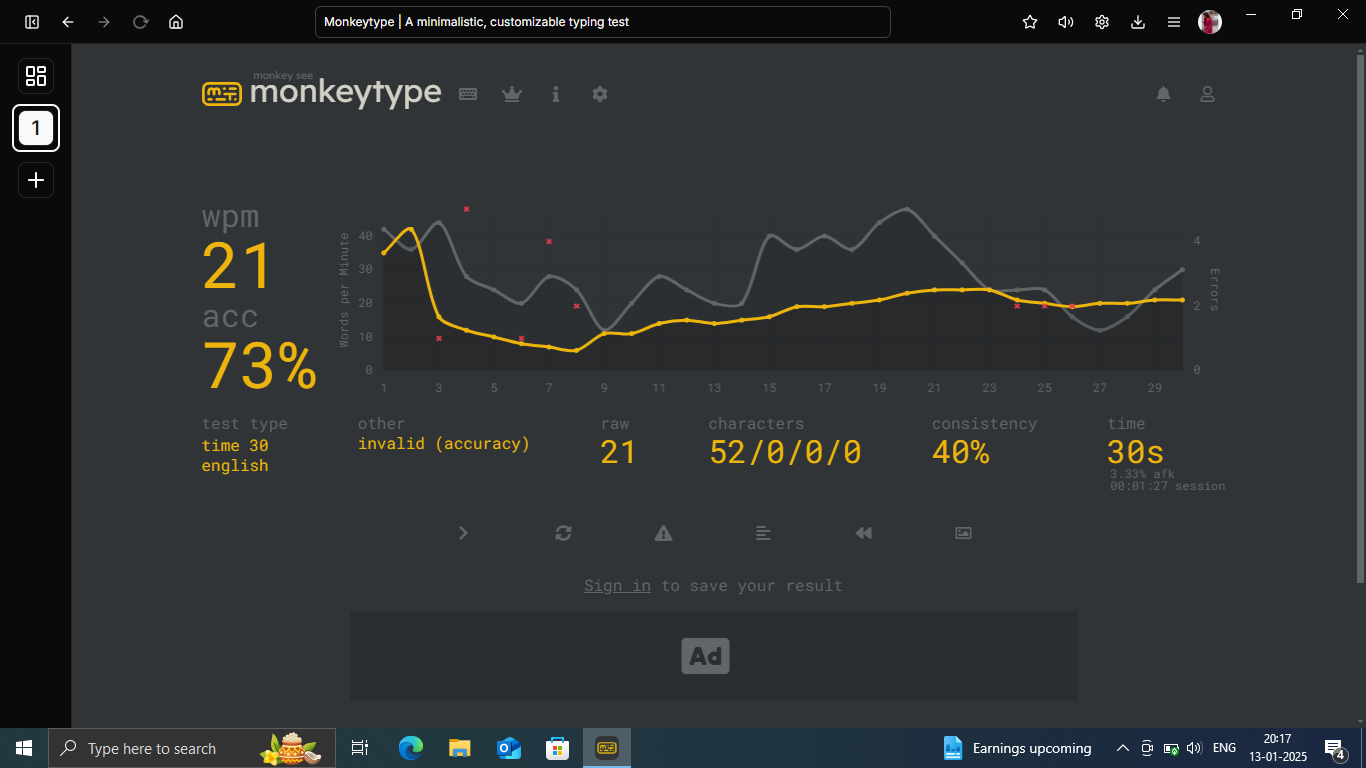 Monkeytype | A minimalistic, customizable typing test
1
monkey see
monkeytype
wpm
21
acc
73%
Words per Minute
40
30
20
10
0
1 3 5 7 9 11 13 15 17 19 21 23 25 27 29
4
2
0
Errors
test type
time 30
english
other
invalid (accuracy)
raw
21
characters
52/0/0/0
consistency
40%
time
30s
3.33% afk
00:01:27 session
Sign in to save your result
Ad
Type here to search
Earnings upcoming
ENG
20:17
13-01-2025
4